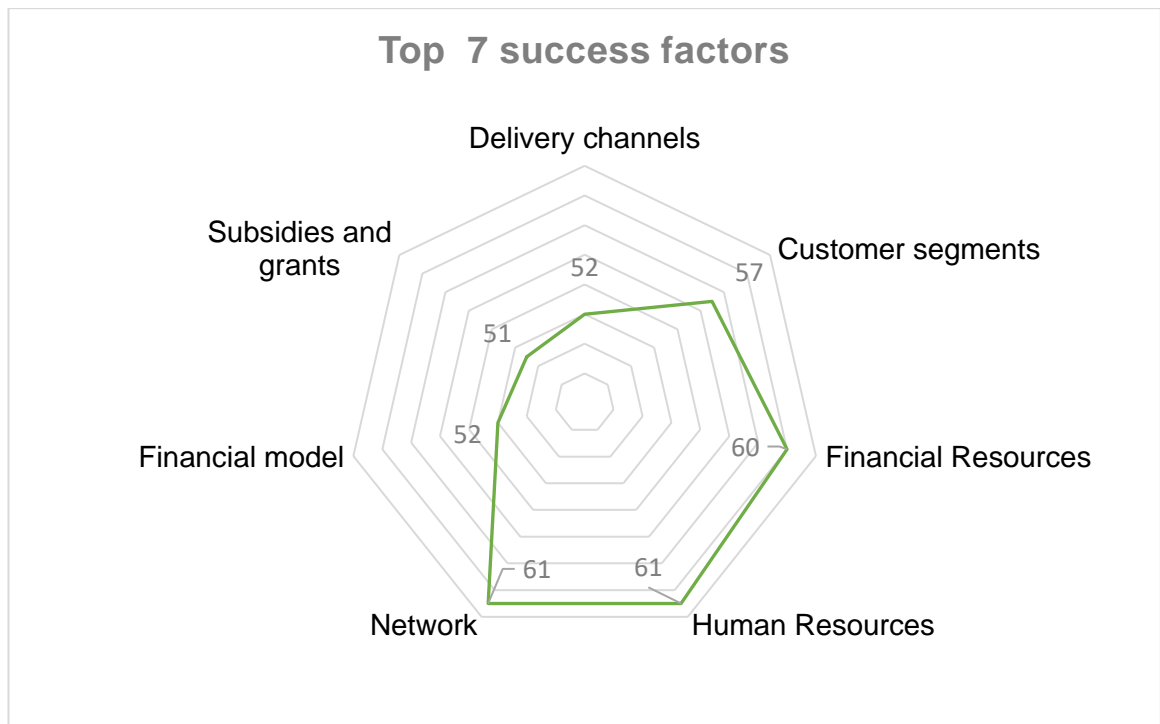 Top  7 success factors
Delivery channels
Subsidies and
grants
Customer segments
52
57
51
52
60
Financial model
Financial Resources
61
61
Network
Human Resources